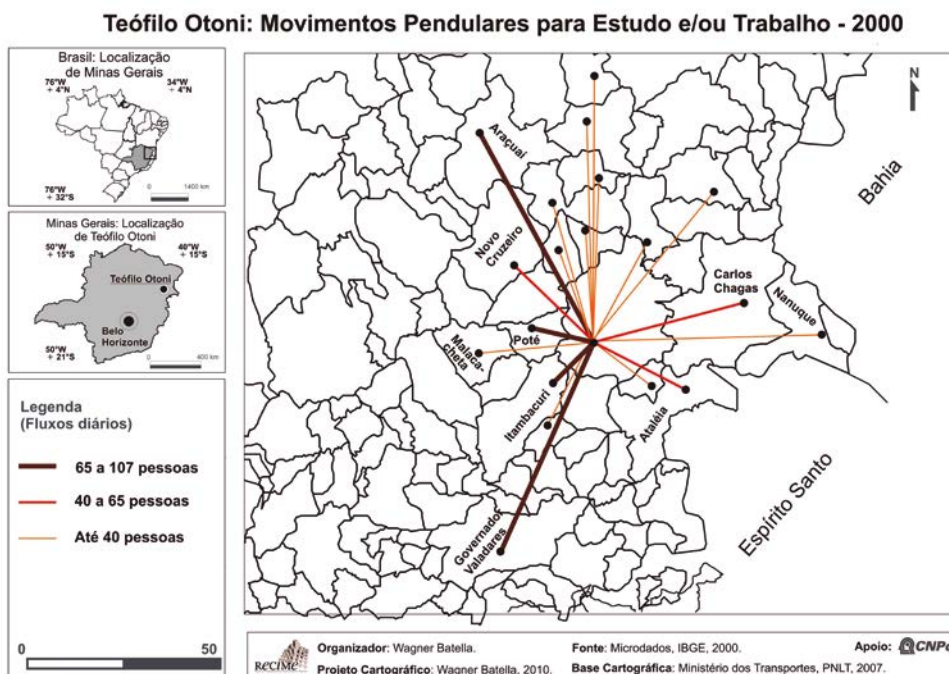 Teófilo Otoni: Movimentos Pendulares para Estudo e/ou Trabalho - 2000
Brasil: Localização
de Minas Gerais
76°W
+ 4°N
34°W
+ 4°N
76°W
+ 32°S
0 1400 km
Minas Gerais: Localização
de Teófilo Otoni
50°W
+ 15°S
40°W
+ 15°S
Teófilo Otoni
Belo
Horizonte
50°W
+ 21°S
0 400 km
Legenda
(Fluxos diários)
65 a 107 pessoas
40 a 65 pessoas
Até 40 pessoas
0 50
N
Araçuaí
Bahia
Novo
Cruzeiro
Carlos
Chagas
Nanuque
Poté
Malaca-
cheta
Itambacuri
Ataléia
Espírito Santo
Governador
Valadares
ReCiMe
Organizador: Wagner Batella.
Fonte: Microdados, IBGE, 2000.
Apoio: CNPq
Projeto Cartográfico: Wagner Batella, 2010.
Base Cartográfica: Ministério dos Transportes, PNLT, 2007.